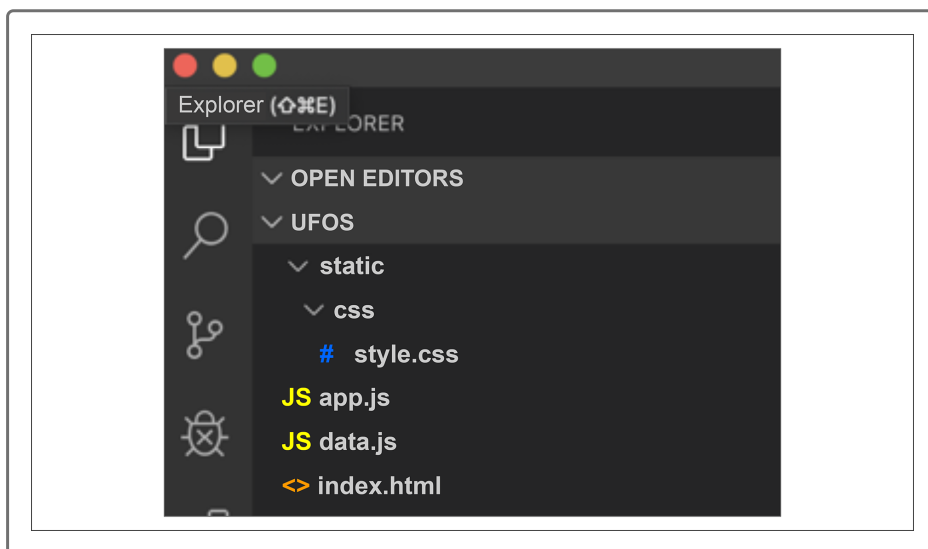 Explorer (⇧⌘E)
EXPLORER
OPEN EDITORS
UFOS
static
css
# style.css
JS app.js
JS data.js
<> index.html